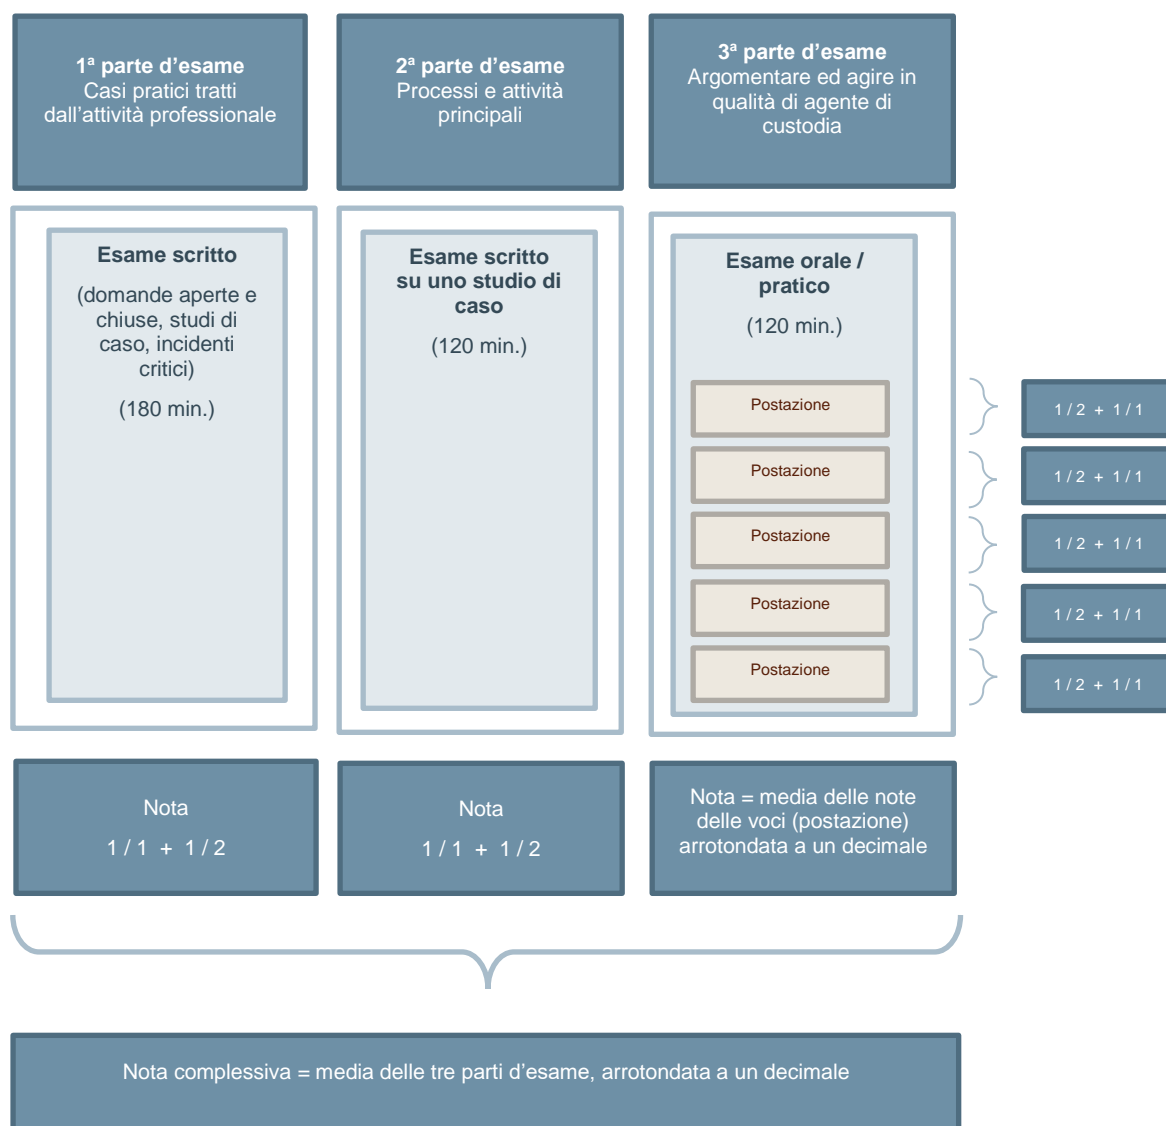 1ª parte d'esame
Casi pratici tratti
dall'attività professionale
2ª parte d'esame
Processi e attività
principali
3ª parte d'esame
Argomentare ed agire in
qualità di agente di
custodia
Esame scritto
(domande aperte e
chiuse, studi di
caso, incidenti
critici)
(180 min.)
Esame scritto
su uno studio di
caso
(120 min.)
Esame orale /
pratico
(120 min.)
Postazione
1 / 2 + 1 / 1
Postazione
1 / 2 + 1 / 1
Postazione
1 / 2 + 1 / 1
Postazione
1 / 2 + 1 / 1
Postazione
1 / 2 + 1 / 1
Nota
1 / 1 + 1 / 2
Nota
1 / 1 + 1 / 2
Nota = media delle note
delle voci (postazione)
arrotondata a un decimale
Nota complessiva = media delle tre parti d'esame, arrotondata a un decimale